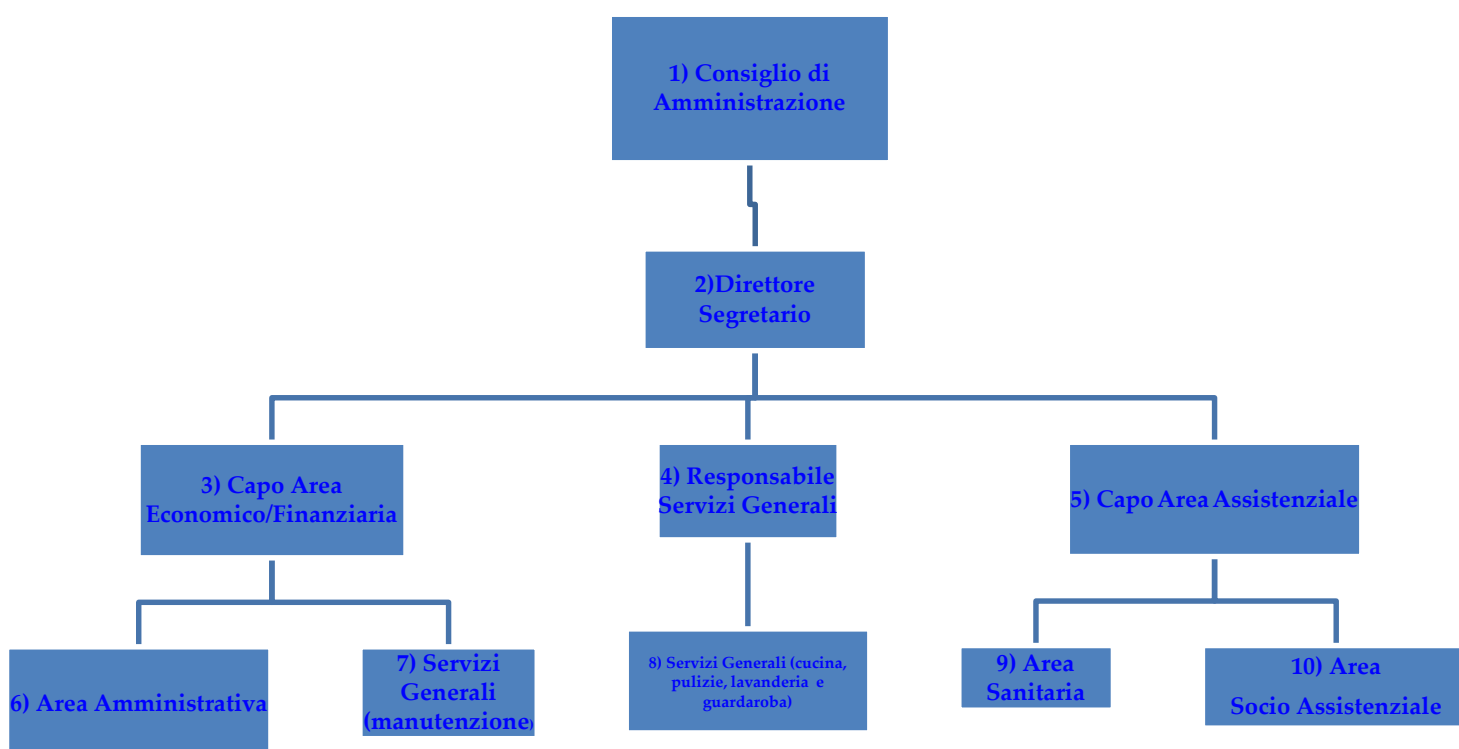 1) Consiglio di
Amministrazione
2)Direttore
Segretario
3) Capo Area
Economico/Finanziaria
4) Responsabile
Servizi Generali
5) Capo Area Assistenziale
6) Area Amministrativa
7) Servizi
Generali
(manutenzione)
8) Servizi Generali (cucina,
pulizie, lavanderia e
guardaroba)
9) Area
Sanitaria
10) Area
Socio Assistenziale